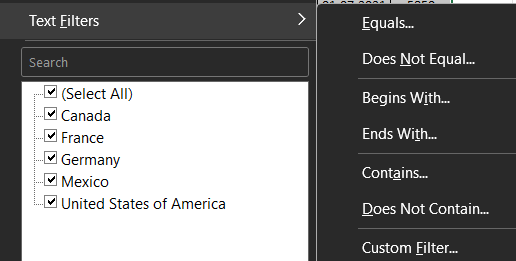 Text Filters
Search
(Select All)
Canada
France
Germany
Mexico
United States of America
Equals...
Does Not Equal...
Begins With...
Ends With...
Contains...
Does Not Contain...
Custom Filter...